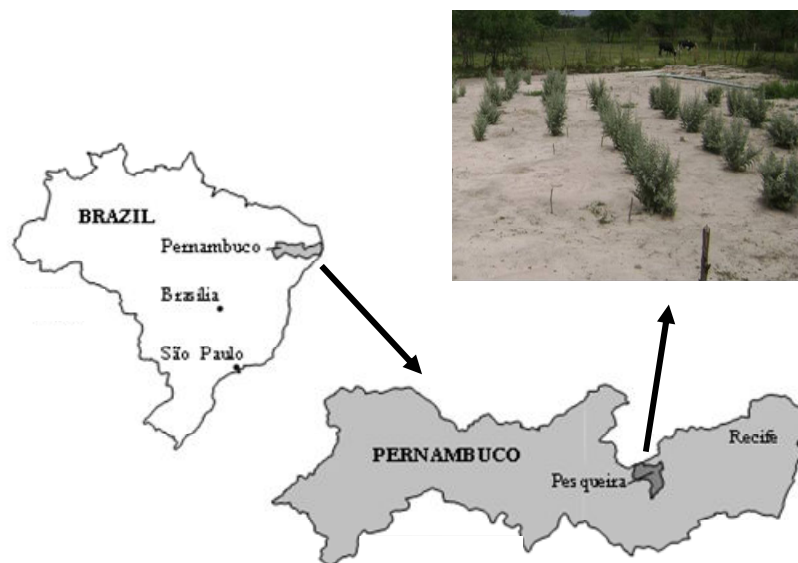 BRAZIL
Pernambuco
Brasília
São Paulo
PERNAMBUCO
Recife
Pesqueira